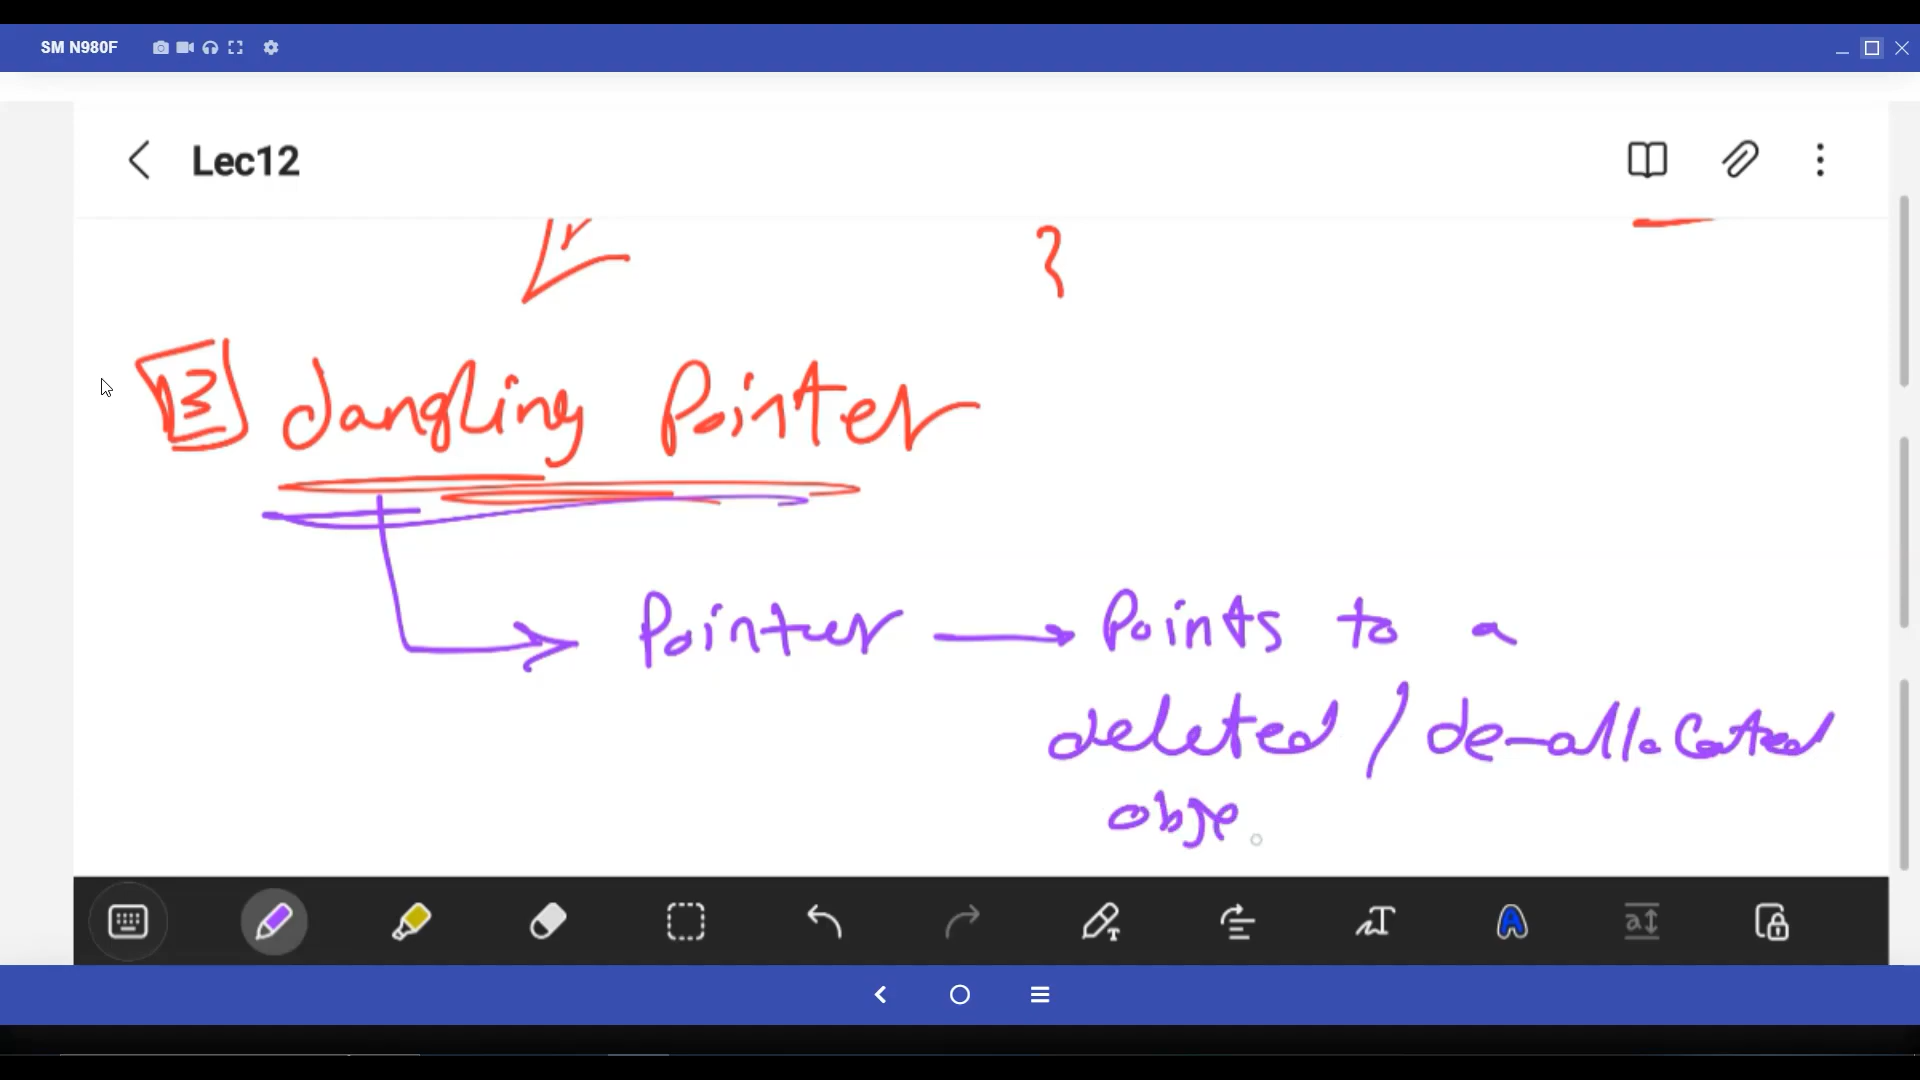 SM N980F
Lec12
}
3 dangling Pointer
Pointer → Points to a
deleted / de-allocated
obje